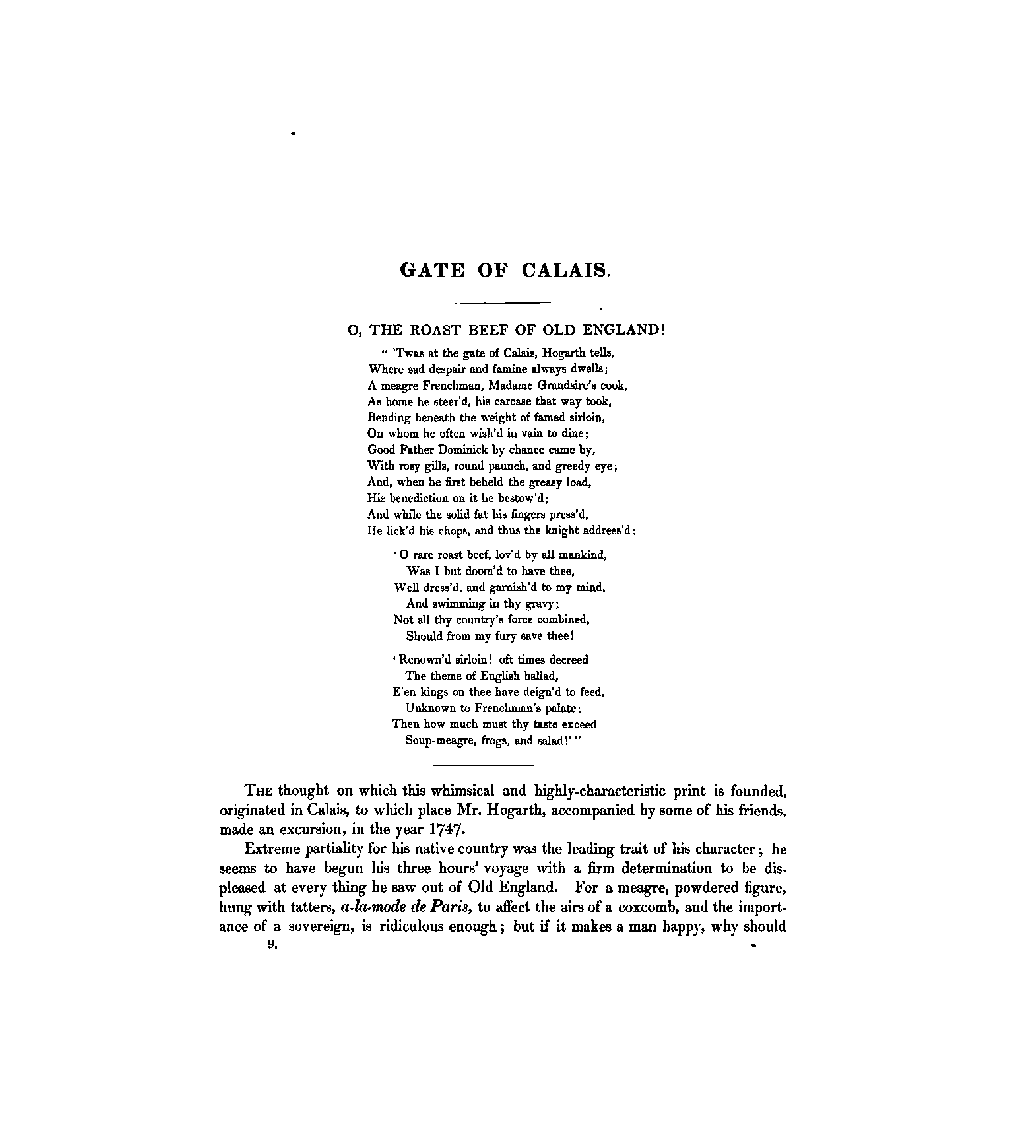 GATE OF CALAIS.
O, THE ROAST BEEF OF OLD ENGLAND!
" 'Twas at the gate of Calais, Hogarth tells,
Where sad despair and famine always dwells;
A meagre Frenchman, Madame Grandsire's cook,
As home he steer'd, his carcase that way took,
Bending beneath the weight of famed sirloin,
On whom he often wish'd in vain to dine;
Good Father Dominick by chance came by,
With rosy gills, round paunch, and greedy eye;
And, when he first beheld the greasy load,
His benediction on it he bestow'd;
And while the solid fat his fingers press'd,
He lick'd his chops, and thus the knight address'd:
'O rare roast beef, lov'd by all mankind,
Was I but doom'd to have thee,
Well dress'd, and garnish'd to my mind,
And swimming in thy gravy;
Not all thy country's force combined,
Should from my fury save thee!
'Renown'd sirloin! oft times decreed
The theme of English ballad,
E'en kings on thee have deign'd to feed,
Unknown to Frenchman's palate;
Then how much must thy taste exceed
Soup-meagre, frogs, and salad!' "
THE thought on which this whimsical and highly-characteristic print is founded,
originated in Calais, to which place Mr. Hogarth, accompanied by some of his friends,
made an excursion, in the year 1747.
Extreme partiality for his native country was the leading trait of his character; he
seems to have begun his three hours' voyage with a firm determination to be dis-
pleased at every thing he saw out of Old England. For a meagre, powdered figure,
hung with tatters, a-la-mode de Paris, to affect the airs of a coxcomb, and the import-
ance of a sovereign, is ridiculous enough; but if it makes a man happy, why should
9.